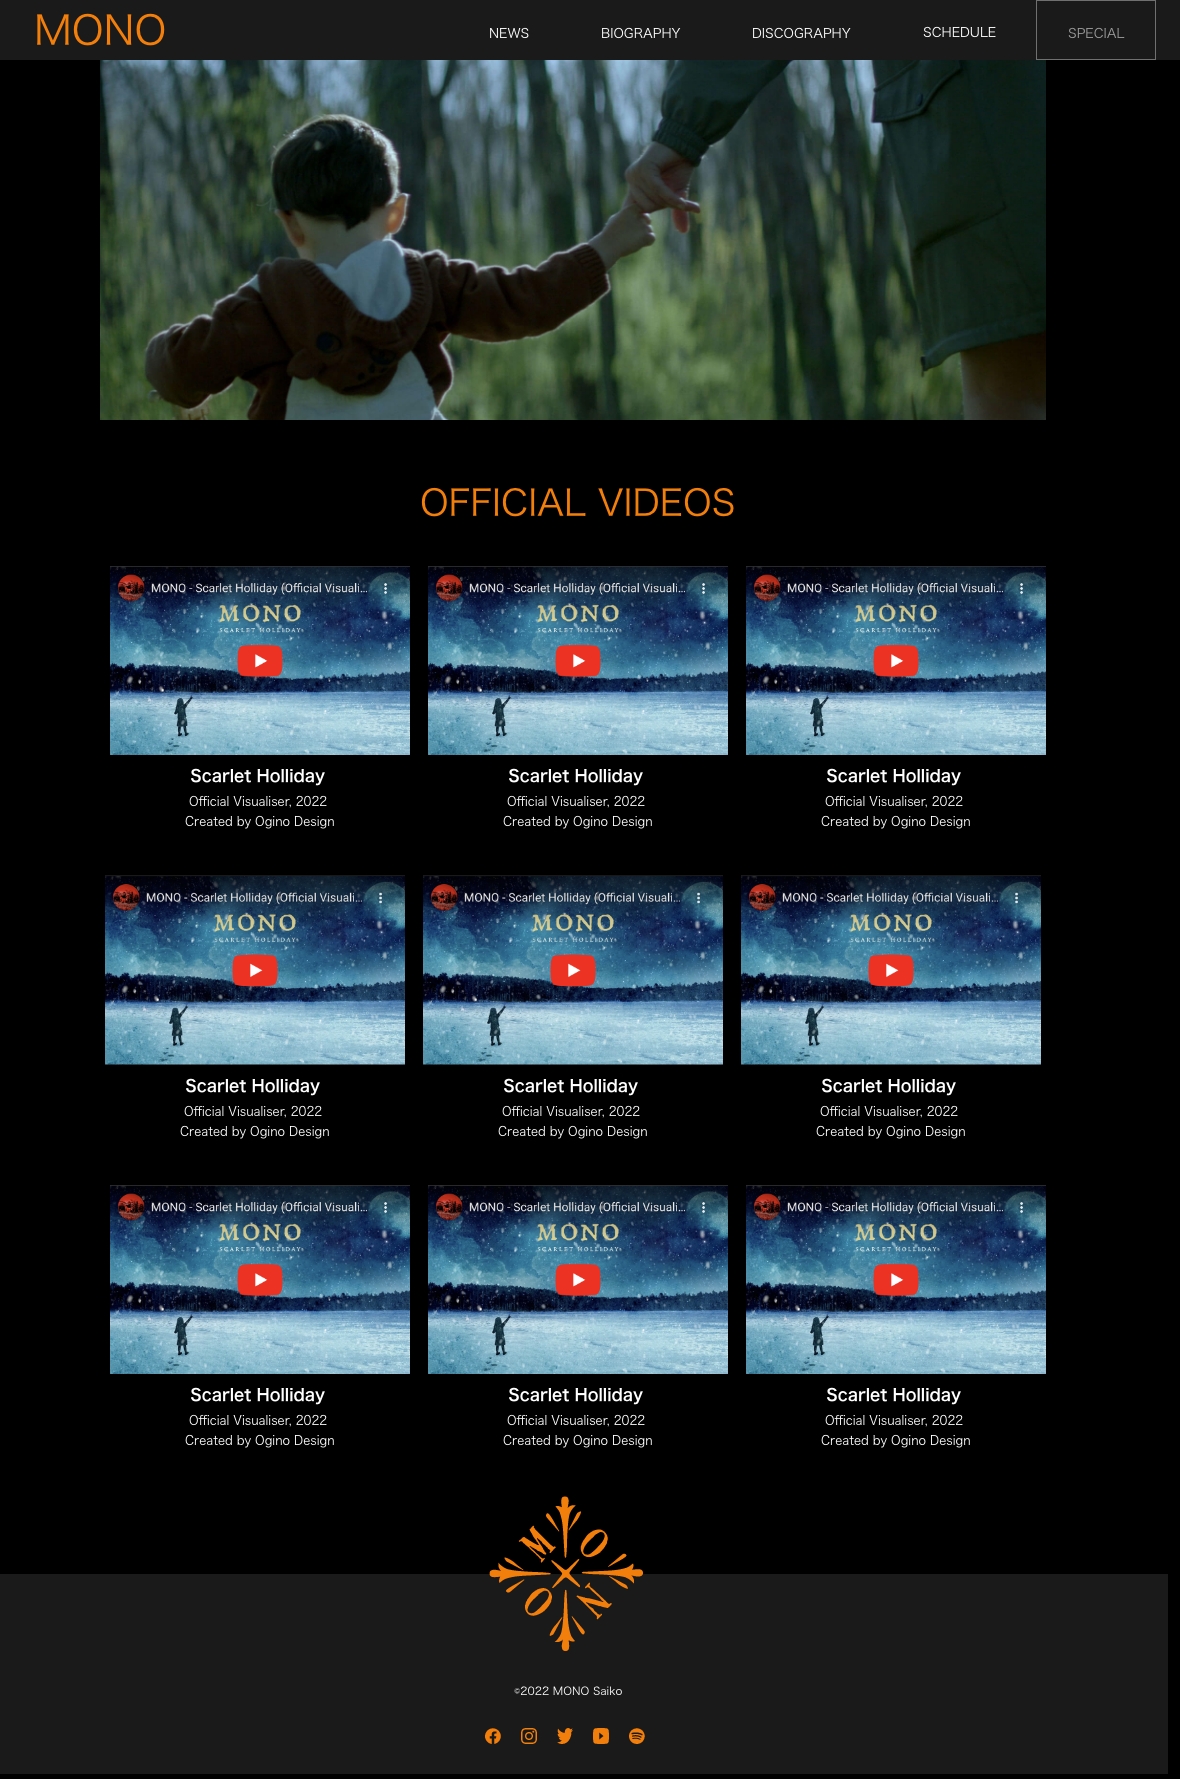 MONO
NEWS BIOGRAPHY DISCOGRAPHY SCHEDULE SPECIAL
OFFICIAL VIDEOS
MONO - Scarlet Holliday (Official Visuali... MONO - Scarlet Holliday (Official Visuali... MONO - Scarlet Holliday (Official Visuali...
MONO MONO MONO
SCARLET HOLLIDAY SCARLET HOLLIDAY SCARLET HOLLIDAY
Scarlet Holliday Scarlet Holliday Scarlet Holliday
Official Visualiser, 2022 Official Visualiser, 2022 Official Visualiser, 2022
Created by Ogino Design Created by Ogino Design Created by Ogino Design
MONO - Scarlet Holliday (Official Visuali... MONO - Scarlet Holliday (Official Visuali... MONO - Scarlet Holliday (Official Visuali...
MONO MONO MONO
SCARLET HOLLIDAY SCARLET HOLLIDAY SCARLET HOLLIDAY
Scarlet Holliday Scarlet Holliday Scarlet Holliday
Official Visualiser, 2022 Official Visualiser, 2022 Official Visualiser, 2022
Created by Ogino Design Created by Ogino Design Created by Ogino Design
MONO - Scarlet Holliday (Official Visuali... MONO - Scarlet Holliday (Official Visuali... MONO - Scarlet Holliday (Official Visuali...
MONO MONO MONO
SCARLET HOLLIDAY SCARLET HOLLIDAY SCARLET HOLLIDAY
Scarlet Holliday Scarlet Holliday Scarlet Holliday
Official Visualiser, 2022 Official Visualiser, 2022 Official Visualiser, 2022
Created by Ogino Design Created by Ogino Design Created by Ogino Design
M O
O N
©2022 MONO Saiko